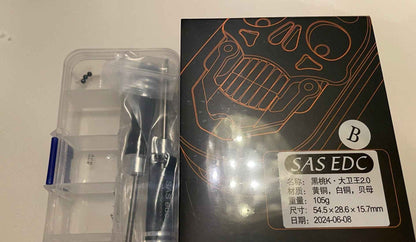 B
SAS EDC
名称：黑桃K·大卫王2.0
材质：黄铜，白铜，贝母
重量：105g
尺寸：54.5×28.6×15.7mm
日期：2024-06-08